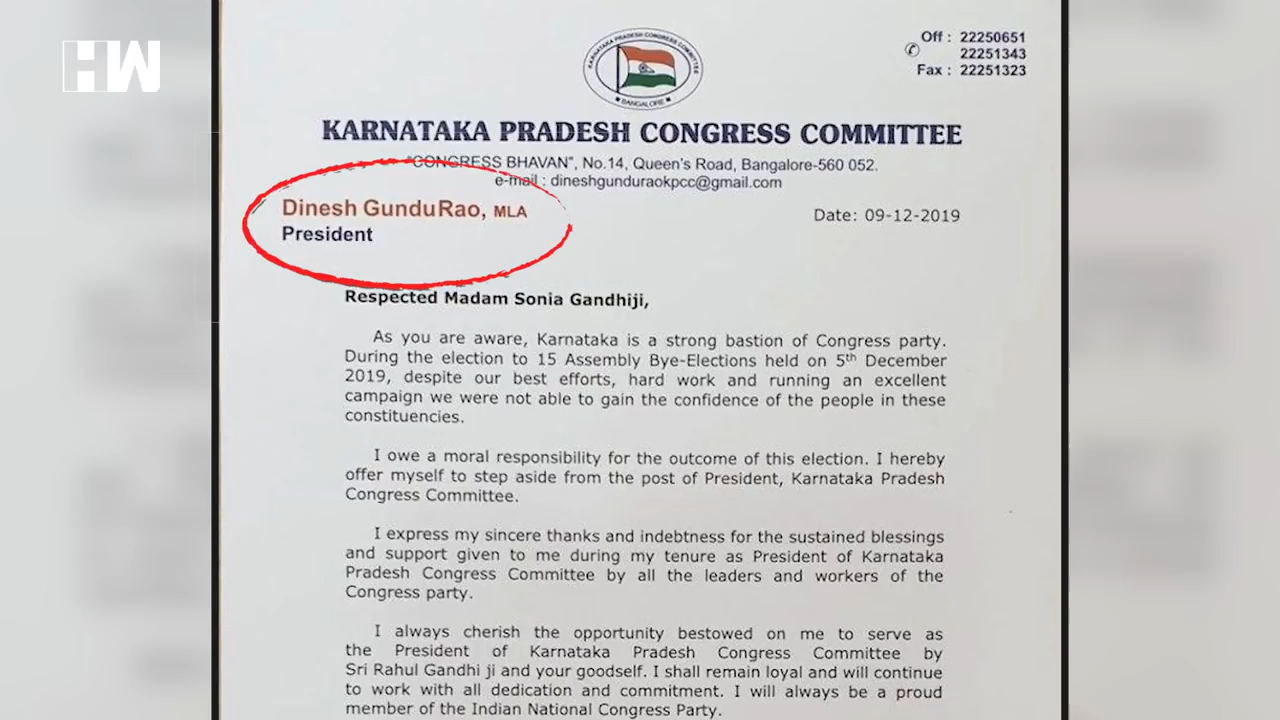 HW
KARNATAKA PRADESH CONGRESS COMMITTEE
BANGALORE
Off : 22250651
22251343
Fax : 22251323
KARNATAKA PRADESH CONGRESS COMMITTEE
"CONGRESS BHAVAN", No.14, Queen's Road, Bangalore-560 052.
e-mail : dineshgunduraokpcc@gmail.com
Dinesh GunduRao, MLA
President
Date: 09-12-2019
Respected Madam Sonia Gandhiji,
As you are aware, Karnataka is a strong bastion of Congress party.
During the election to 15 Assembly Bye-Elections held on 5th December
2019, despite our best efforts, hard work and running an excellent
campaign we were not able to gain the confidence of the people in these
constituencies.
I owe a moral responsibility for the outcome of this election. I hereby
offer myself to step aside from the post of President, Karnataka Pradesh
Congress Committee.
I express my sincere thanks and indebtness for the sustained blessings
and support given to me during my tenure as President of Karnataka
Pradesh Congress Committee by all the leaders and workers of the
Congress party.
I always cherish the opportunity bestowed on me to serve as
the President of Karnataka Pradesh Congress Committee by
Sri Rahul Gandhi ji and your goodself. I shall remain loyal and will continue
to work with all dedication and commitment. I will always be a proud
member of the Indian National Congress Party.